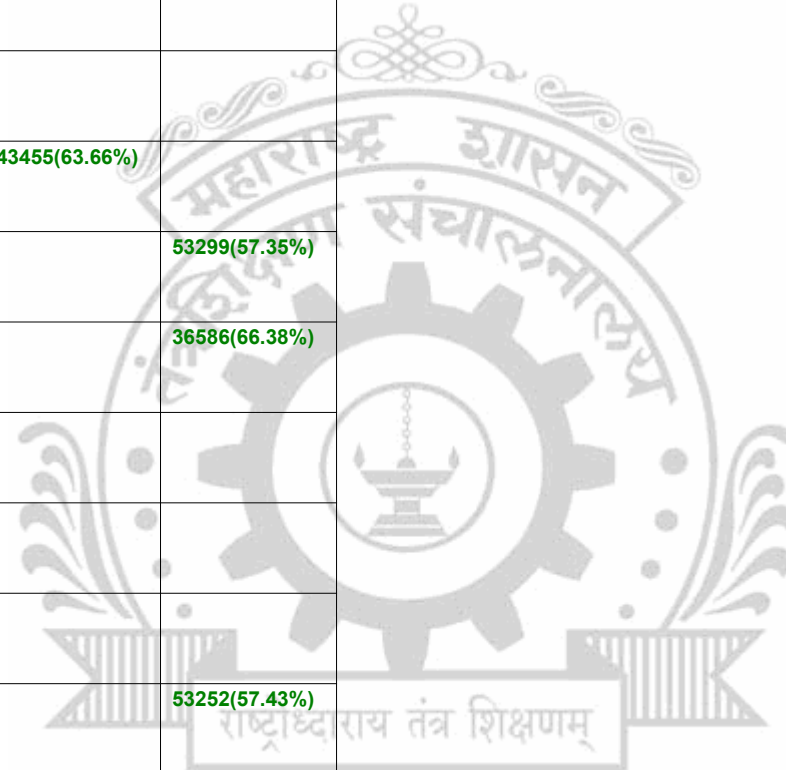 महाराष्ट्र शासन
43455(63.66%)
तंत्रशिक्षण संचालनालय
53299(57.35%)
36586(66.38%)
53252(57.43%)
राष्ट्रोध्दाराय तंत्र शिक्षणम्